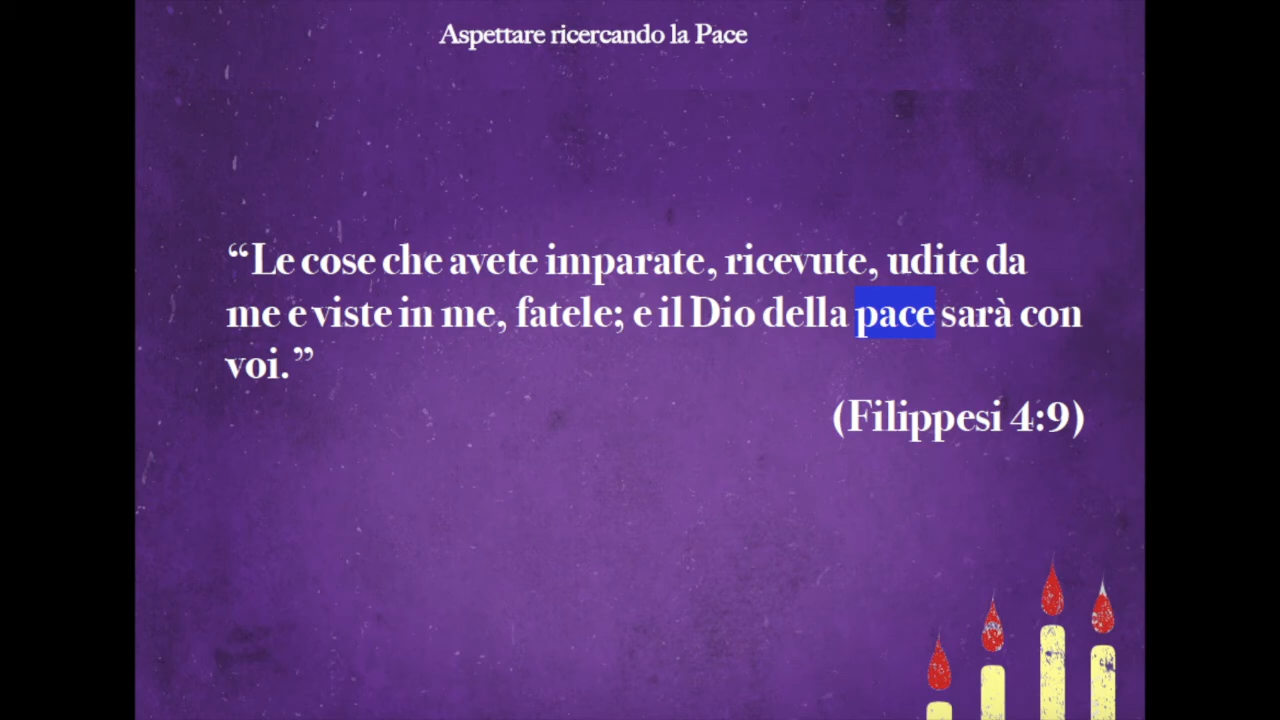 Aspettare ricercando la Pace
“Le cose che avete imparate, ricevute, udite da
me e viste in me, fatele; e il Dio della pace sarà con
voi.”
(Filippesi 4:9)